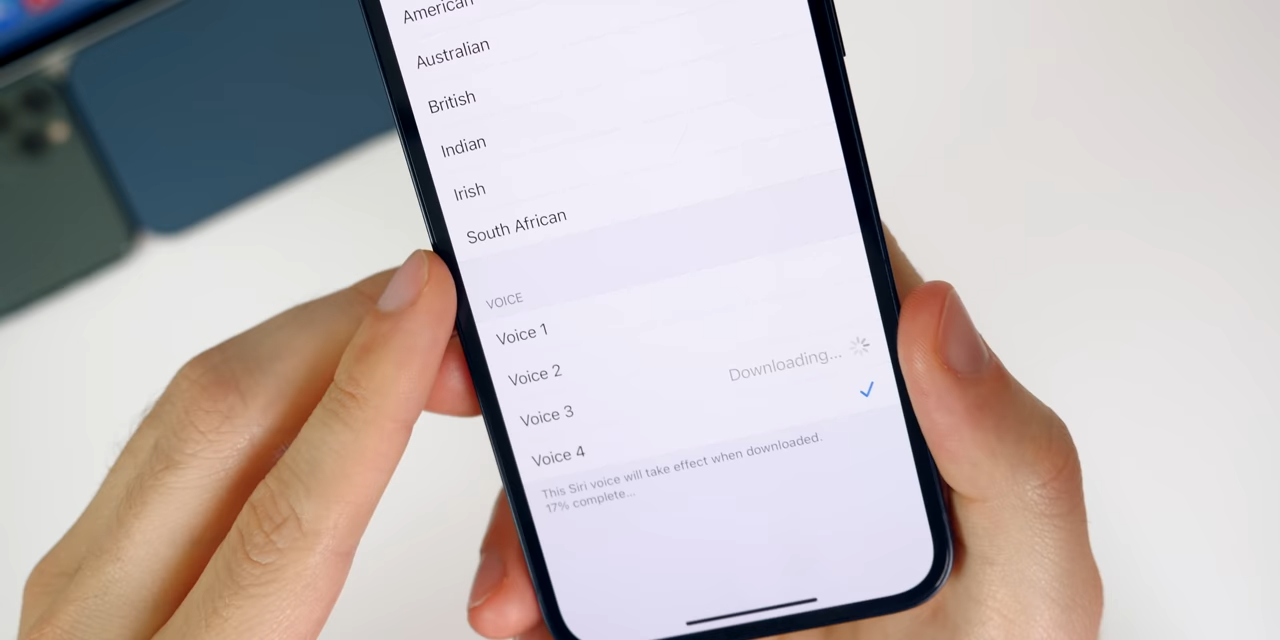 American
Australian
British
Indian
Irish
South African
VOICE
Voice 1
Voice 2
Voice 3 Downloading...
Voice 4
This Siri voice will take effect when downloaded.
17% complete...